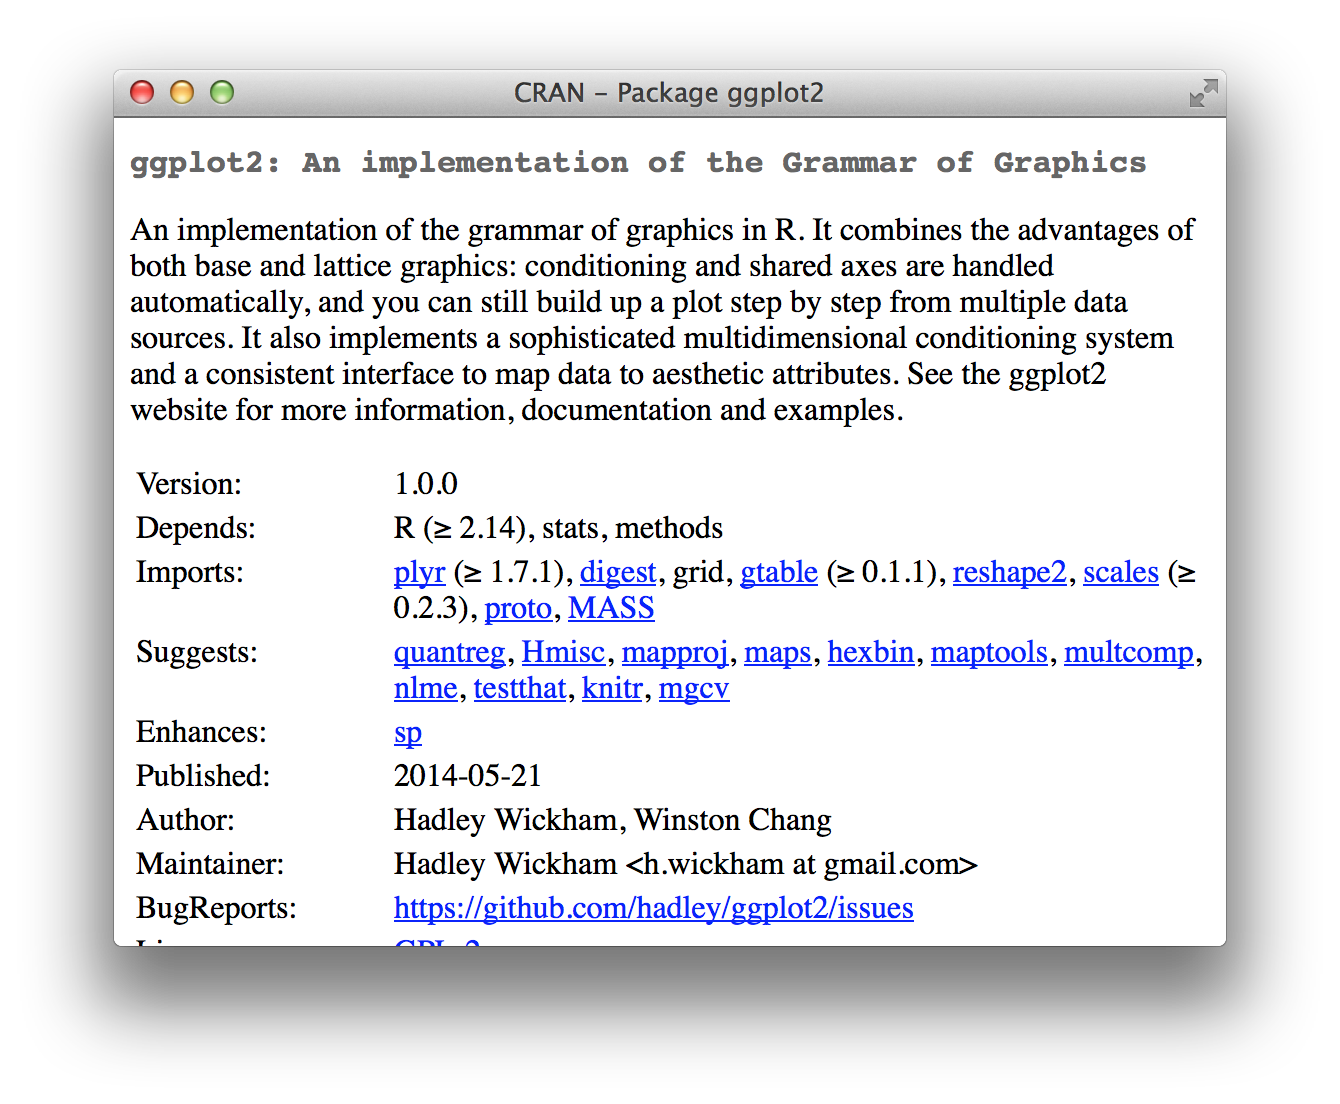 CRAN – Package ggplot2
ggplot2: An implementation of the Grammar of Graphics
An implementation of the grammar of graphics in R. It combines the advantages of
both base and lattice graphics: conditioning and shared axes are handled
automatically, and you can still build up a plot step by step from multiple data
sources. It also implements a sophisticated multidimensional conditioning system
and a consistent interface to map data to aesthetic attributes. See the ggplot2
website for more information, documentation and examples.
Version: 1.0.0
Depends: R (≥ 2.14), stats, methods
Imports: plyr (≥ 1.7.1), digest, grid, gtable (≥ 0.1.1), reshape2, scales (≥
0.2.3), proto, MASS
Suggests: quantreg, Hmisc, mapproj, maps, hexbin, maptools, multcomp,
nlme, testthat, knitr, mgcv
Enhances: sp
Published: 2014-05-21
Author: Hadley Wickham, Winston Chang
Maintainer: Hadley Wickham <h.wickham at gmail.com>
BugReports: https://github.com/hadley/ggplot2/issues